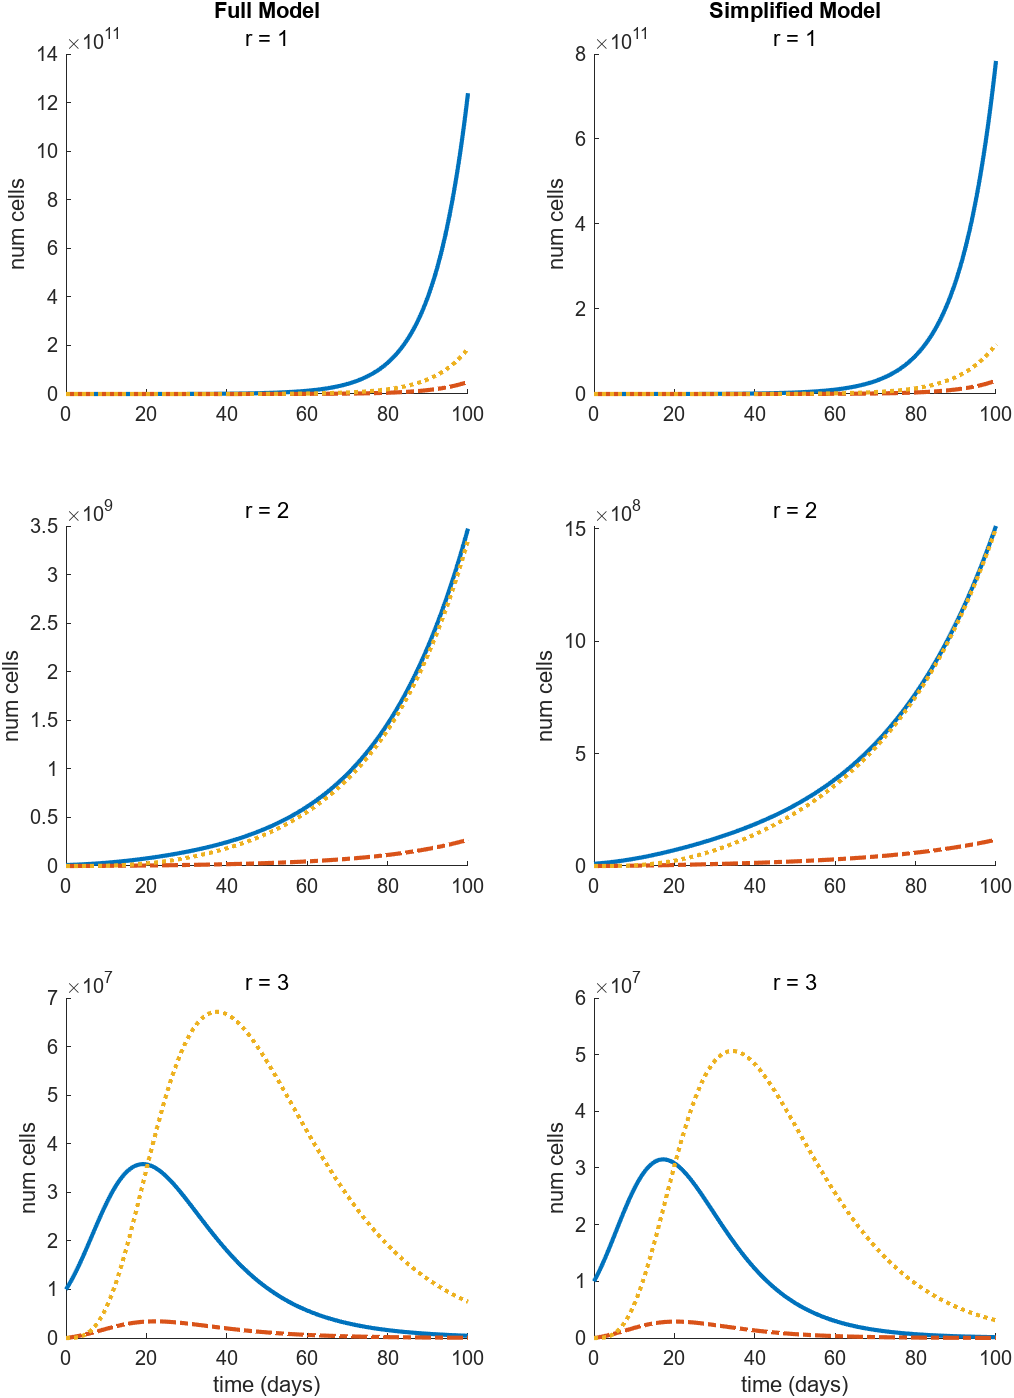 Full Model
Simplified Model
r = 1
r = 1
×10^11
×10^11
14
12
10
8
6
4
2
0
num cells
0 20 40 60 80 100
8
6
4
2
0
num cells
0 20 40 60 80 100
r = 2
r = 2
×10^9
×10^8
3.5
3
2.5
2
1.5
1
0.5
0
num cells
0 20 40 60 80 100
15
10
5
0
num cells
0 20 40 60 80 100
r = 3
r = 3
×10^7
×10^7
7
6
5
4
3
2
1
0
num cells
0 20 40 60 80 100
time (days)
6
5
4
3
2
1
0
num cells
0 20 40 60 80 100
time (days)